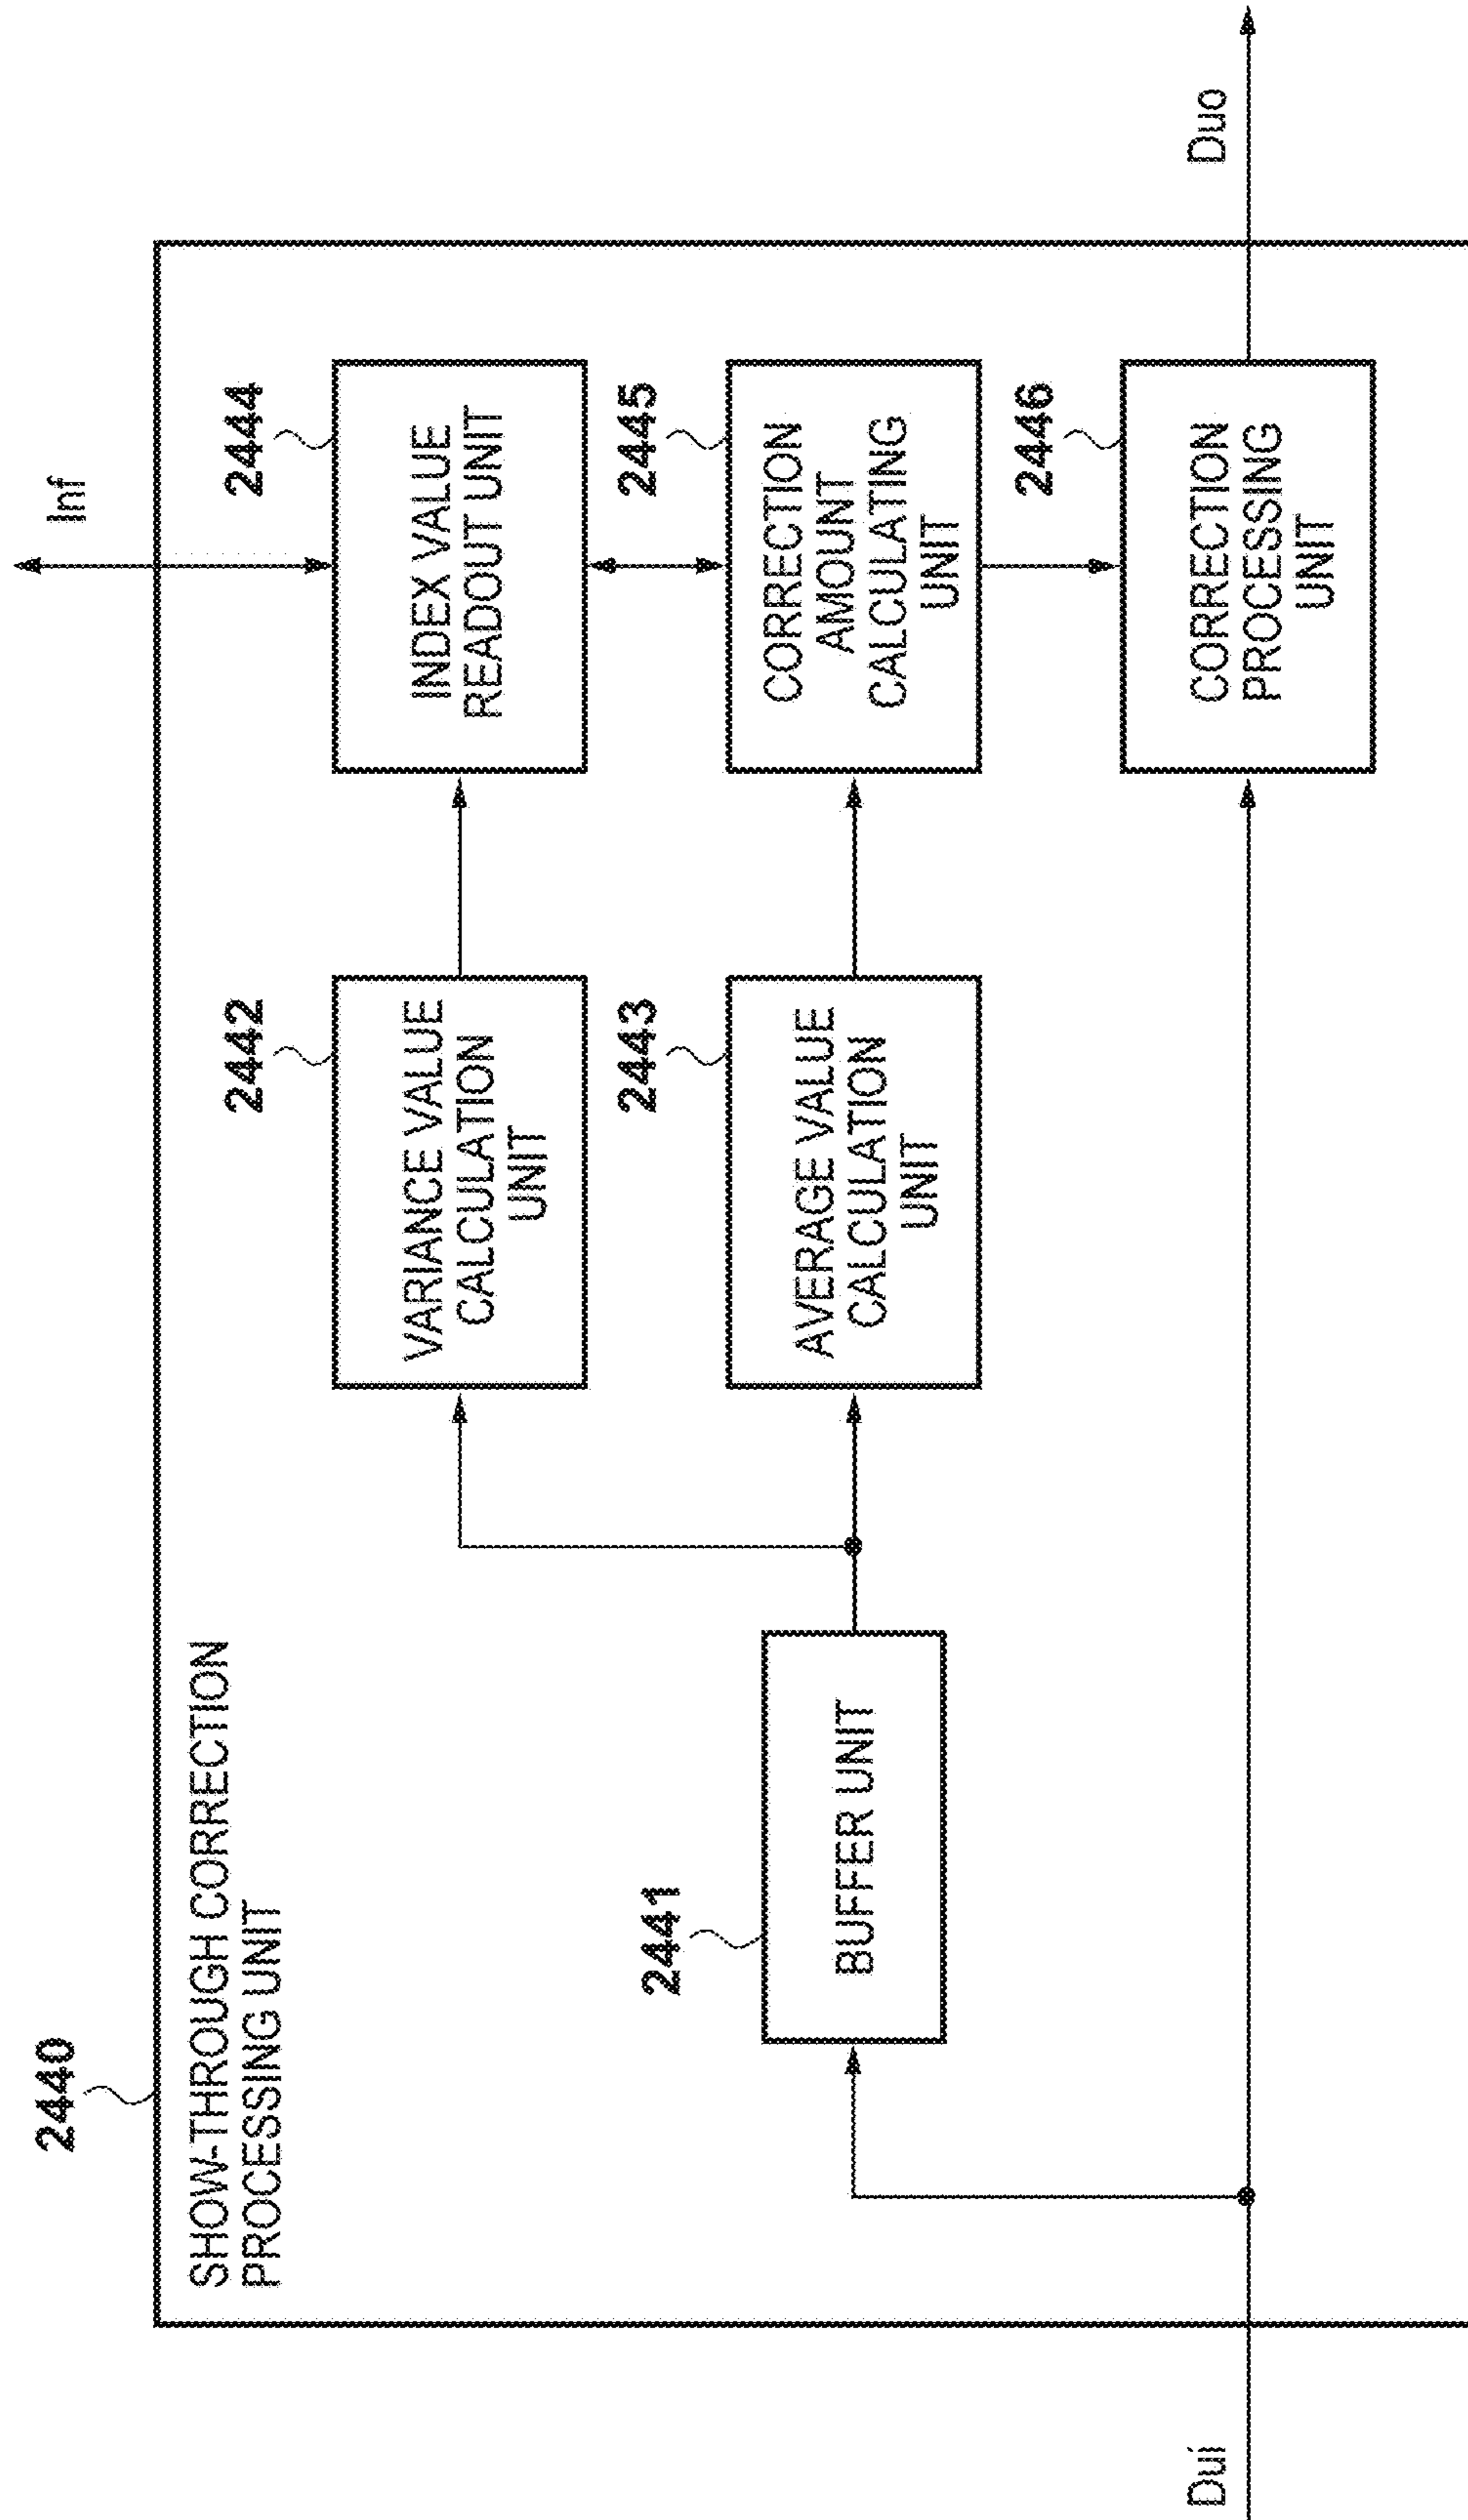 2440
SHOW-THROUGH CORRECTION
PROCESSING UNIT
Inf
2442
VARIANCE VALUE
CALCULATION
UNIT
2444
INDEX VALUE
READOUT UNIT
2441
BUFFER UNIT
2443
AVERAGE VALUE
CALCULATION
UNIT
2445
CORRECTION
AMOUNT
CALCULATING
UNIT
2446
CORRECTION
PROCESSING
UNIT
Dui
Duo